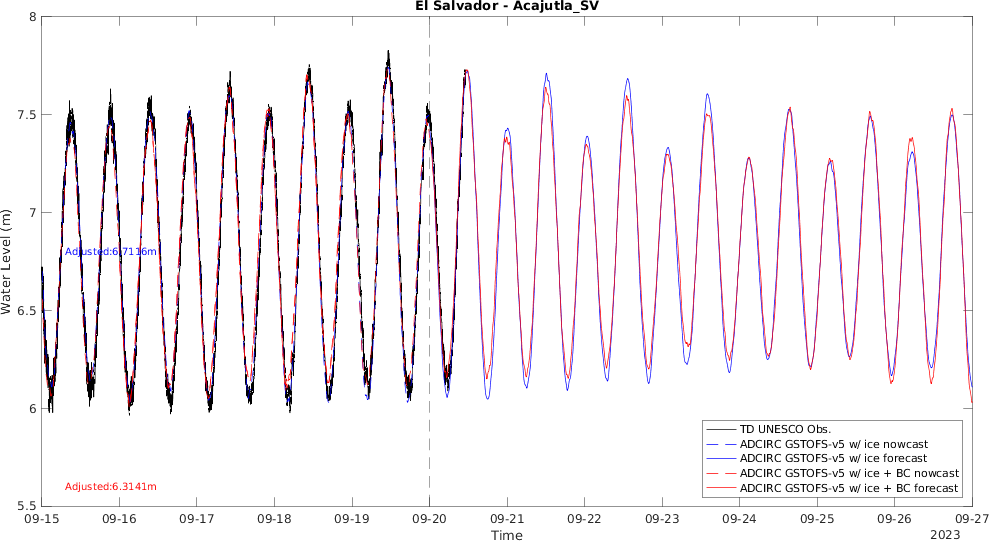 El Salvador - Acajutla_SV
8
7.5
7
6.5
6
5.5
Water Level (m)
Adjusted:6.7116m
Adjusted:6.3141m
TD UNESCO Obs.
ADCIRC GSTOFS-v5 w/ ice nowcast
ADCIRC GSTOFS-v5 w/ ice forecast
ADCIRC GSTOFS-v5 w/ ice + BC nowcast
ADCIRC GSTOFS-v5 w/ ice + BC forecast
09-15 09-16 09-17 09-18 09-19 09-20 09-21 09-22 09-23 09-24 09-25 09-26 09-27
Time
2023